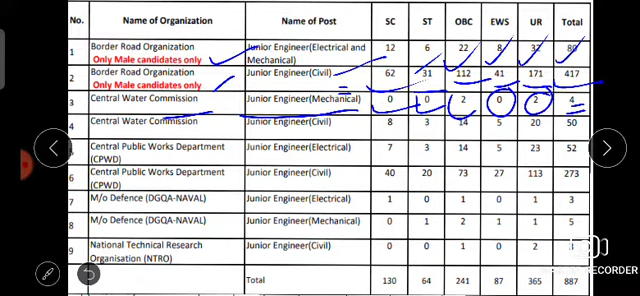 No. Name of Organization Name of Post SC ST OBC EWS UR Total
1 Border Road Organization Junior Engineer(Electrical and 12 6 22 8 32 80
Only Male candidates only Mechanical)
2 Border Road Organization Junior Engineer(Civil) 62 31 112 41 171 417
Only Male candidates only
3 Central Water Commission Junior Engineer(Mechanical) 0 0 2 0 2 4
4 Central Water Commission Junior Engineer(Civil) 8 3 14 5 20 50
Central Public Works Department Junior Engineer(Electrical) 7 3 14 5 23 52
(CPWD)
6 Central Public Works Department Junior Engineer(Civil) 40 20 73 27 113 273
(CPWD)
7 M/o Defence (DGQA-NAVAL) Junior Engineer(Electrical) 1 0 1 0 1 3
8 M/o Defence (DGQA-NAVAL) Junior Engineer(Mechanical) 0 1 2 1 1 5
9 National Technical Research Junior Engineer(Civil) 0 0 1 0 2
Organisation (NTRO) RECORDER
Total 130 64 241 87 365 887